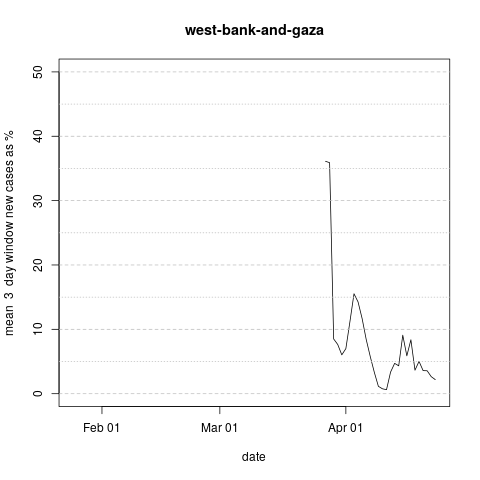 west-bank-and-gaza
mean  3  day window new cases as %
50
40
30
20
10
0
Feb 01
Mar 01
Apr 01
date